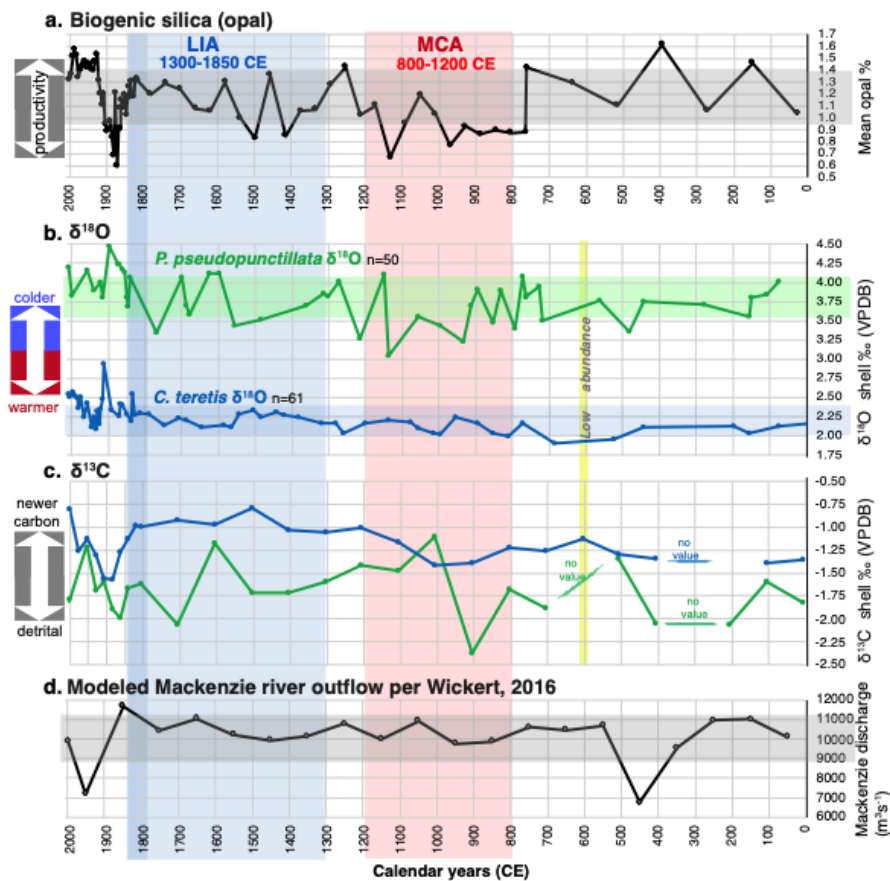 a. Biogenic silica (opal)
LIA
1300-1850 CE
MCA
800-1200 CE
productivity
1.7
1.6
1.5
1.4
1.3
1.2
1.1
1.0
0.9
0.8
0.7
0.6
0.5
Mean opal %
2000
1900
1800
1700
1600
1500
1400
1300
1200
1100
1000
900
800
700
600
500
400
300
200
100
0
b. δ18O
P. pseudopunctillata δ18O n=50
colder
warmer
C. teretis δ18O n=61
Low abundance
4.50
4.25
4.00
3.75
3.50
3.25
3.00
2.75
2.50
2.25
2.00
1.75
δ18O shell ‰ (VPDB)
c. δ13C
newer
carbon
detrital
no
value
no
value
no
value
-0.50
-0.75
-1.00
-1.25
-1.50
-1.75
-2.00
-2.25
-2.50
δ13C shell ‰ (VPDB)
d. Modeled Mackenzie river outflow per Wickert, 2016
12000
11000
10000
9000
8000
7000
6000
Mackenzie discharge
(m3s-1)
2000
1900
1800
1700
1600
1500
1400
1300
1200
1100
1000
900
800
700
600
500
400
300
200
100
0
Calendar years (CE)